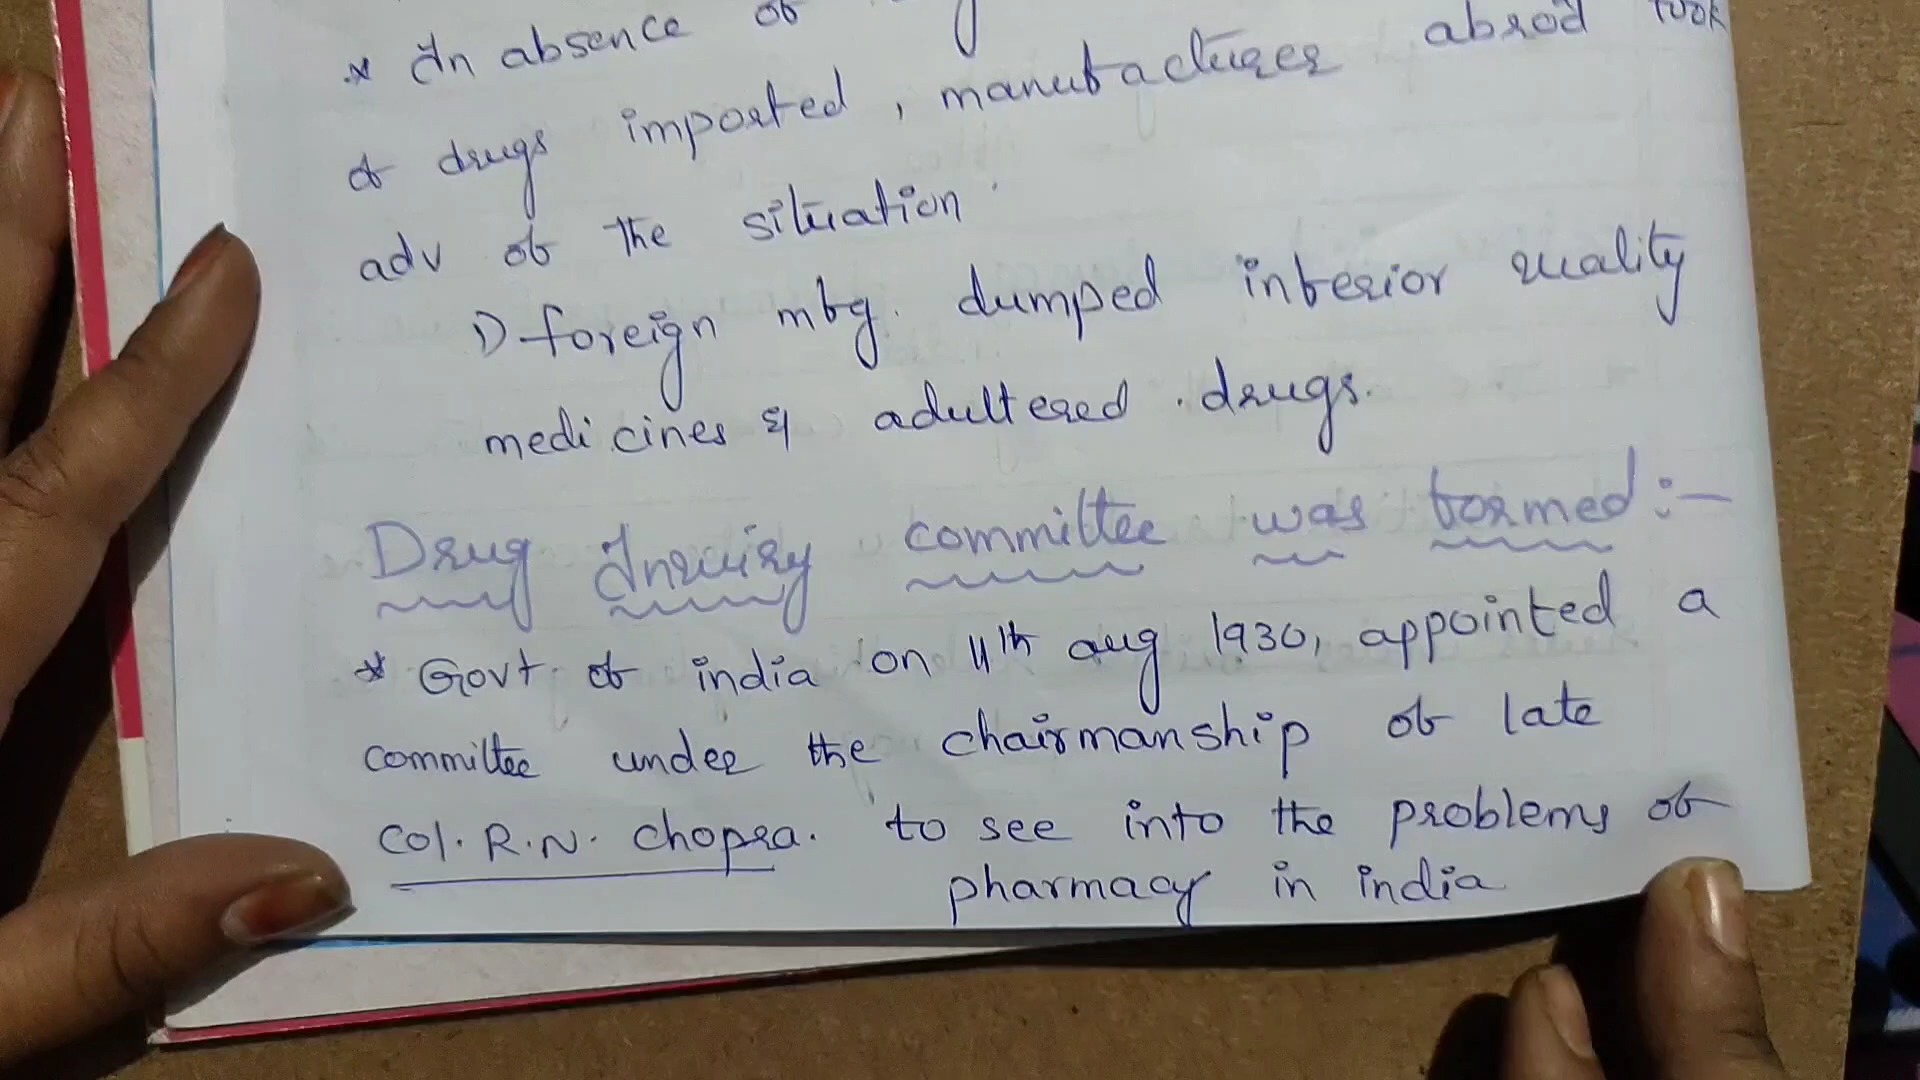 * In absence of
of drugs imported, manufacturer abrod took
adv of the situation.
1) foreign mfg. dumped inferior quality
medicines & adultered drugs.
Drug Inquiry committee was formed :-
* Govt. of india on 11th aug 1930, appointed a
committee under the chairmanship of late
col. R.N. chopra. to see into the problems of
pharmacy in india